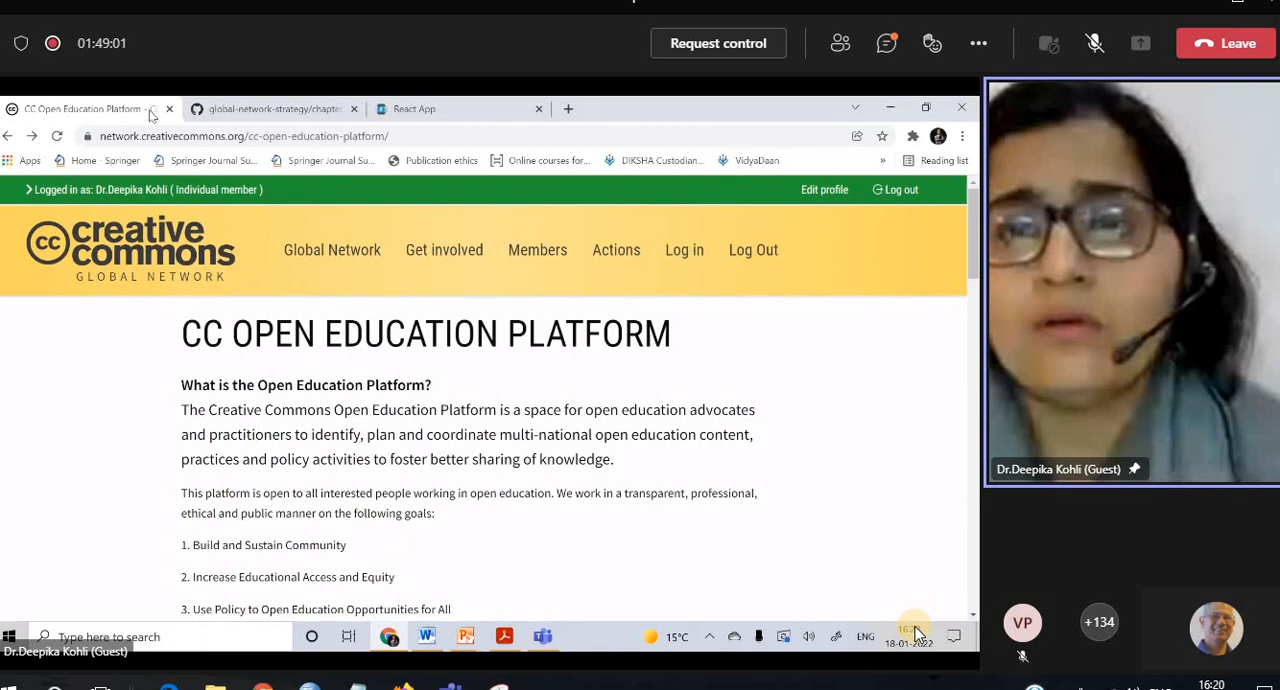 01:49:01
Request control
Leave
CC Open Education Platform -
global-network-strategy/chapte
React App
network.creativecommons.org/cc-open-education-platform/
Apps
Home - Springer
Springer Journal Su...
Springer Journal Su...
Publication ethics
Online courses for...
DIKSHA Custodian...
VidyaDaan
»
Reading list
Logged in as: Dr.Deepika Kohli ( Individual member )
Edit profile
Log out
cc creative commons
GLOBAL NETWORK
Global Network
Get involved
Members
Actions
Log in
Log Out
CC OPEN EDUCATION PLATFORM
What is the Open Education Platform?
The Creative Commons Open Education Platform is a space for open education advocates
and practitioners to identify, plan and coordinate multi-national open education content,
practices and policy activities to foster better sharing of knowledge.
This platform is open to all interested people working in open education. We work in a transparent, professional,
ethical and public manner on the following goals:
1. Build and Sustain Community
2. Increase Educational Access and Equity
3. Use Policy to Open Education Opportunities for All
Dr.Deepika Kohli (Guest)
VP
+134
Type here to search
15°C
ENG
18-01-2022
Dr.Deepika Kohli (Guest)
16:20